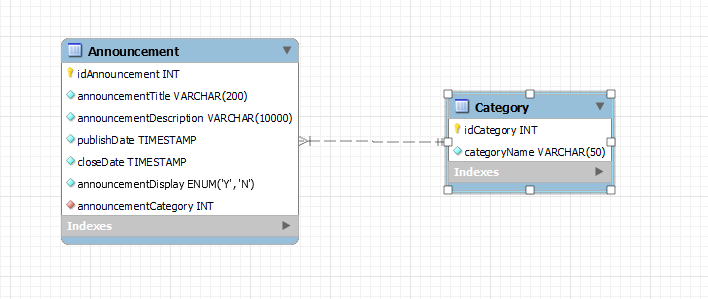 Announcement
idAnnouncement INT
announcementTitle VARCHAR(200)
announcementDescription VARCHAR(10000)
publishDate TIMESTAMP
closeDate TIMESTAMP
announcementDisplay ENUM('Y', 'N')
announcementCategory INT
Indexes
Category
idCategory INT
categoryName VARCHAR(50)
Indexes